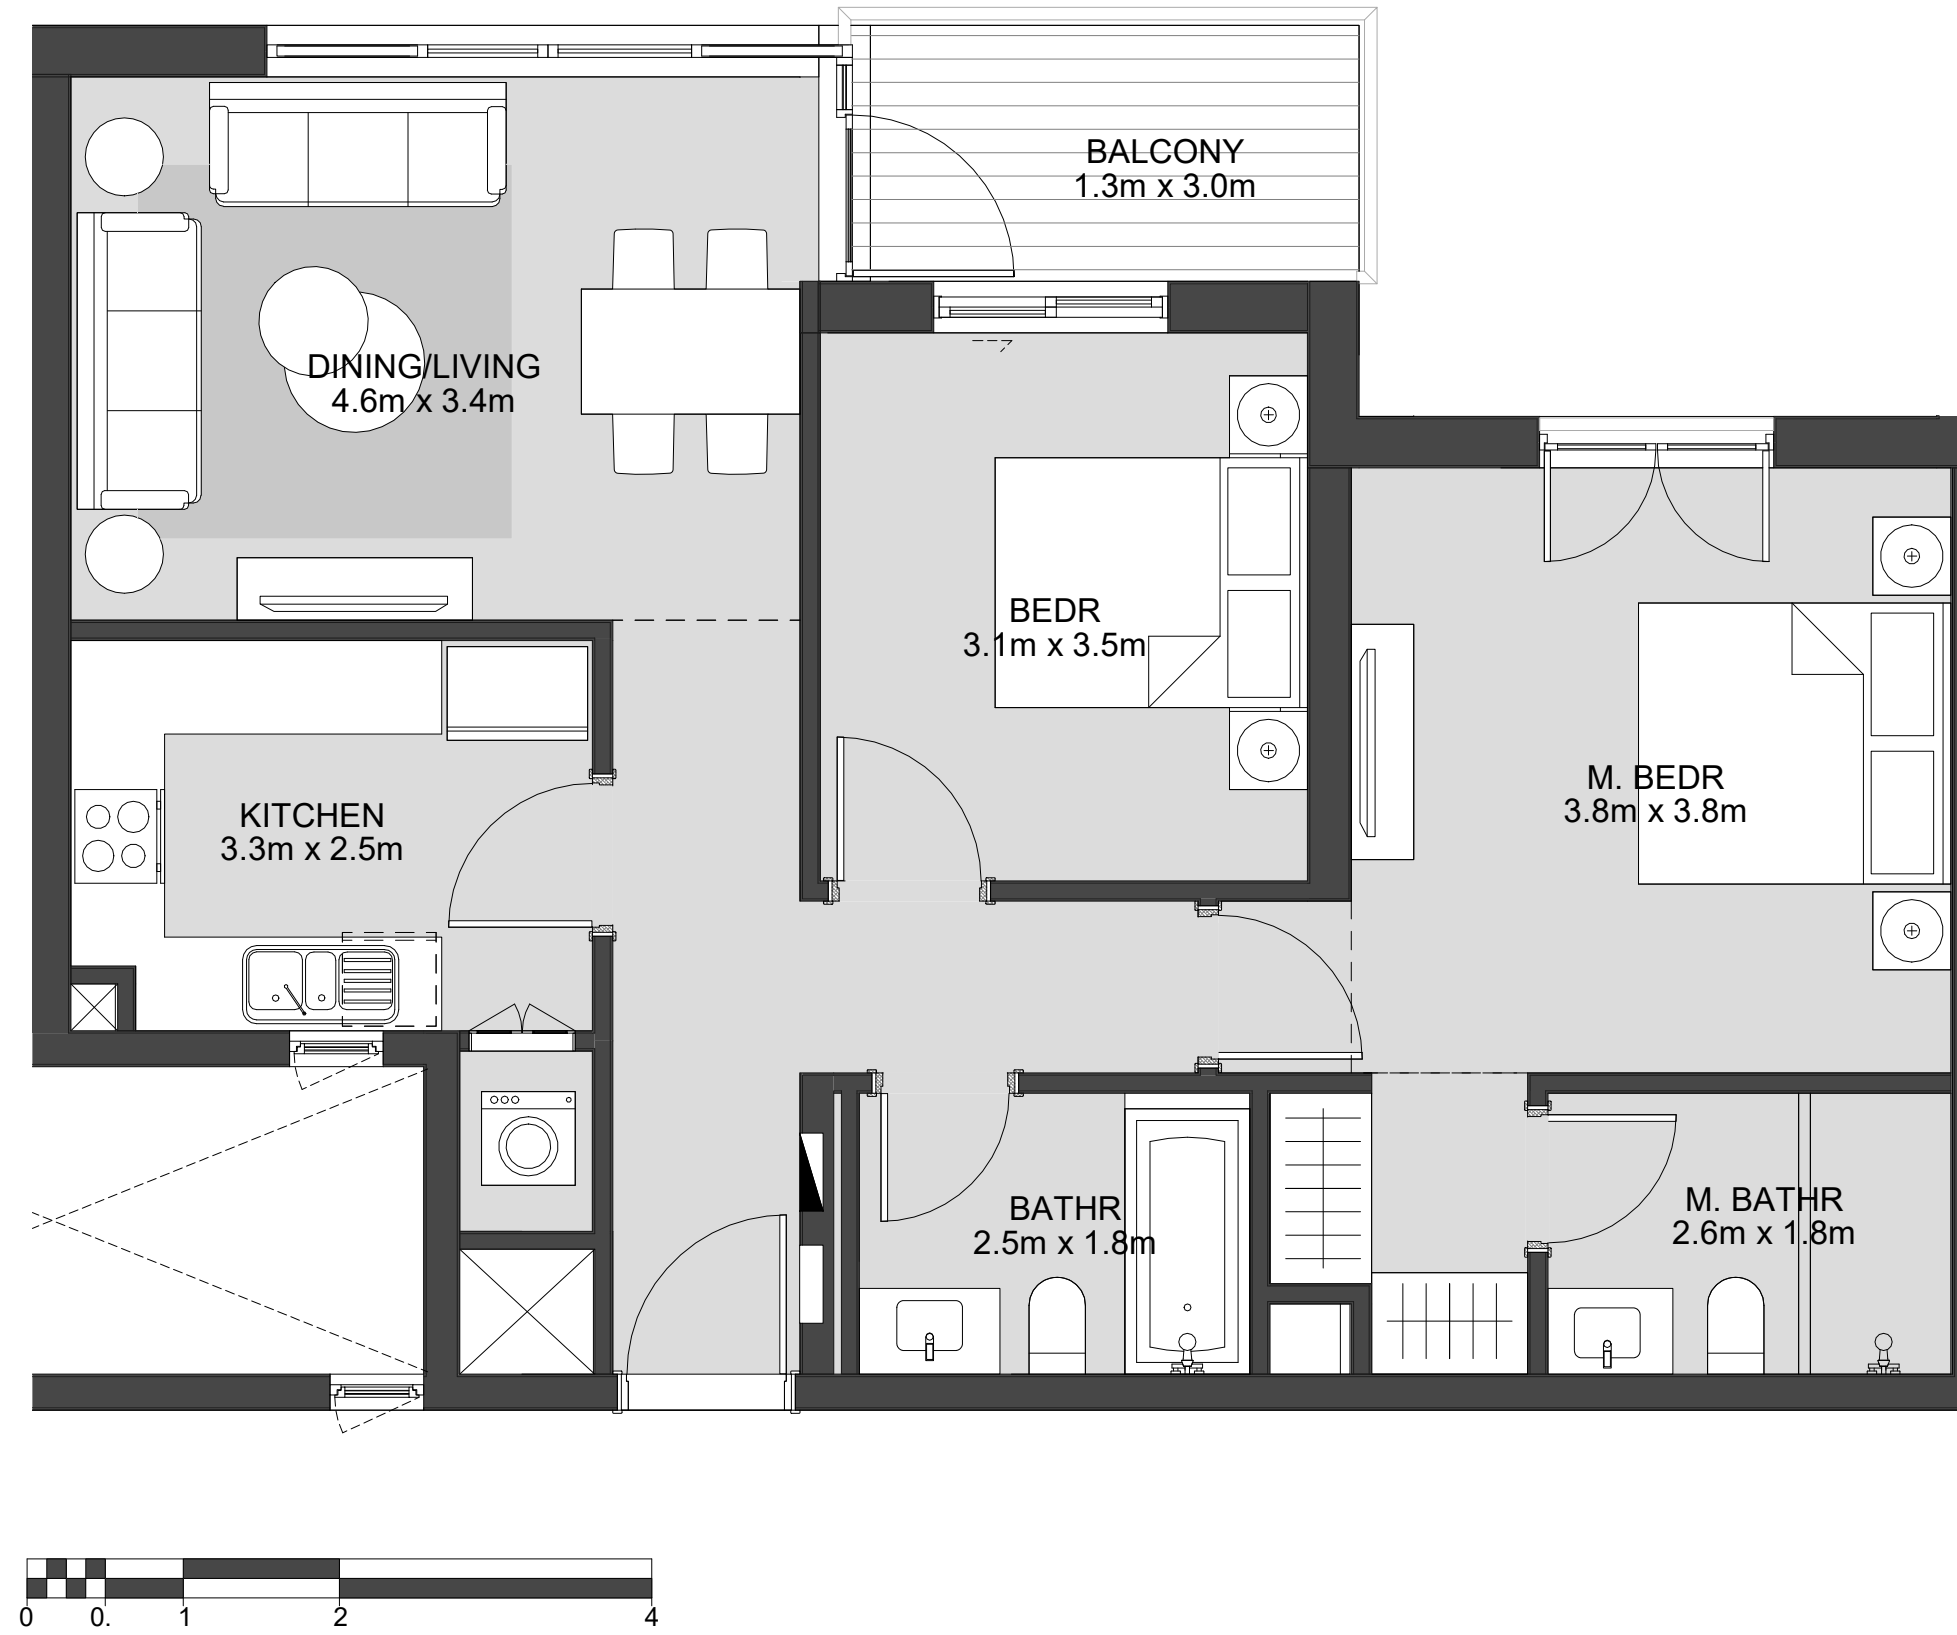 BALCONY
1.3m x 3.0m
DINING/LIVING
4.6m x 3.4m
BEDR
3.1m x 3.5m
M. BEDR
3.8m x 3.8m
KITCHEN
3.3m x 2.5m
BATHR
2.5m x 1.8m
M. BATHR
2.6m x 1.8m
0 0. 1 2 4